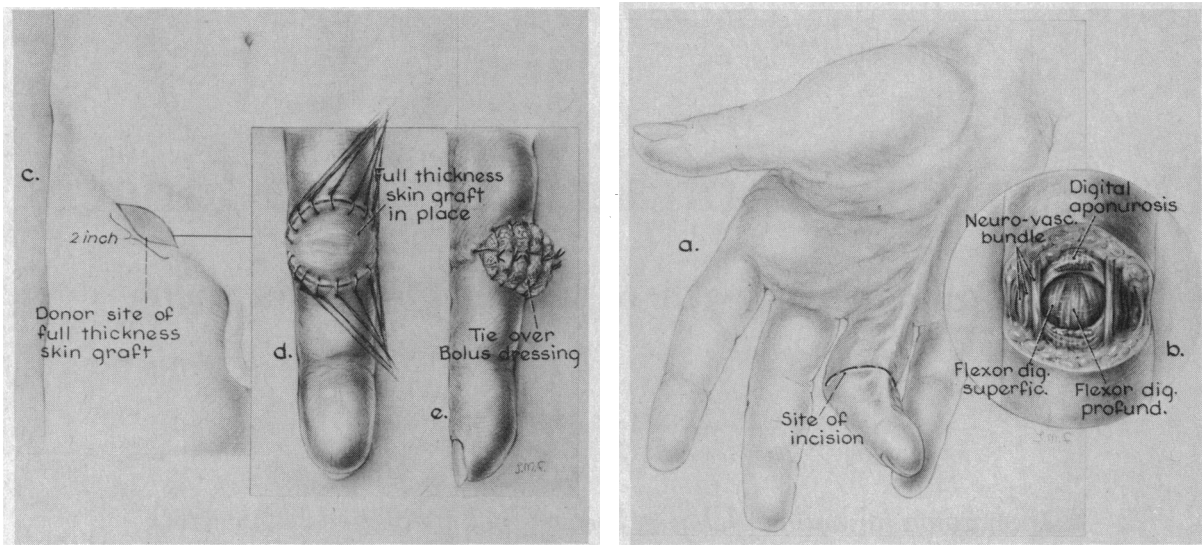 c.
2 inch
Donor site of
full thickness
skin graft
d.
Full thickness
skin graft
in place
e.
Tie over
Bolus dressing
J.M.C.
a.
Site of
incision
Digital
aponurosis
Neuro-vasc.
bundle
Flexor dig.
superfic.
Flexor dig.
profund.
b.
J.M.C.